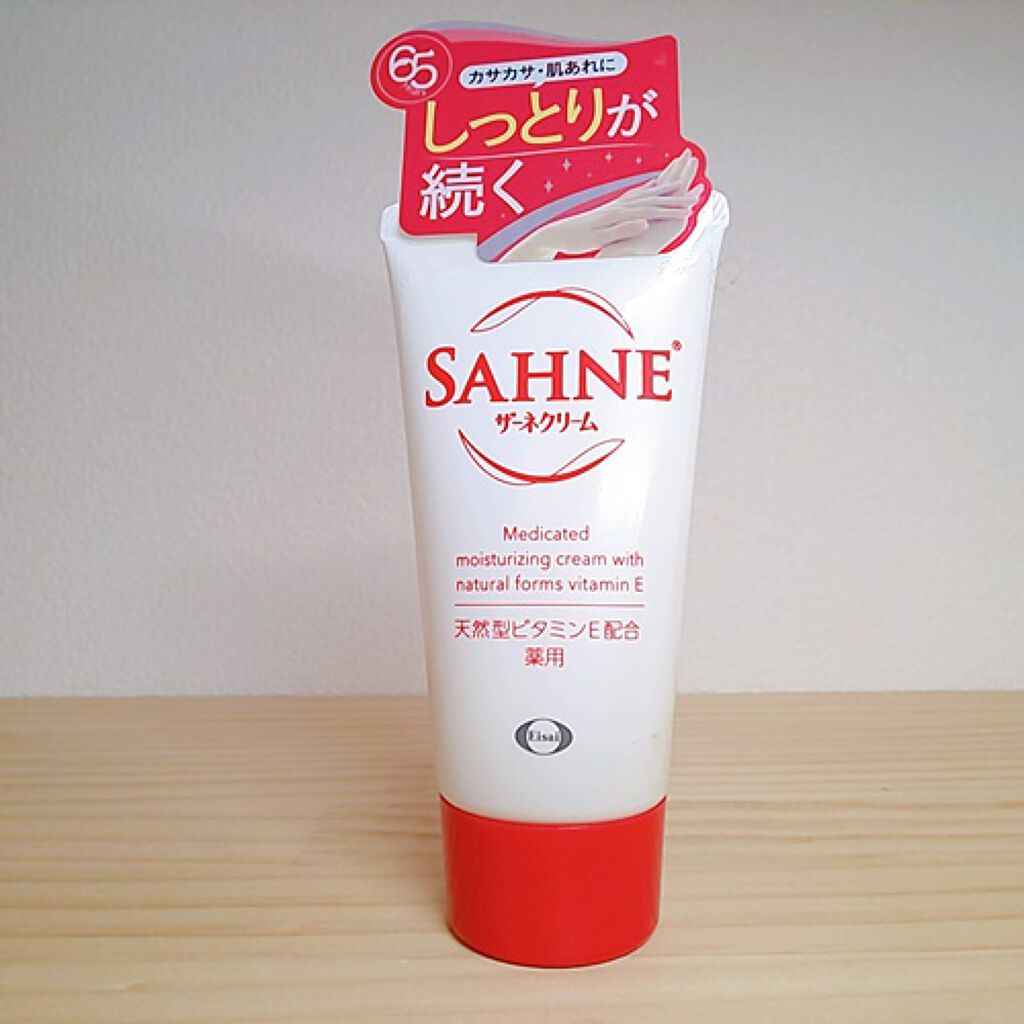 65
カサカサ・肌あれに
しっとりが
続く
SAHNE®
ザーネクリーム
Medicated
moisturizing cream with
natural forms vitamin E
天然型ビタミンE配合
薬用
Eisai